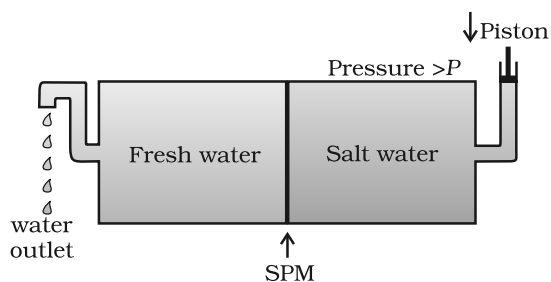 Piston
Pressure >P
Fresh water
Salt water
water
outlet
SPM